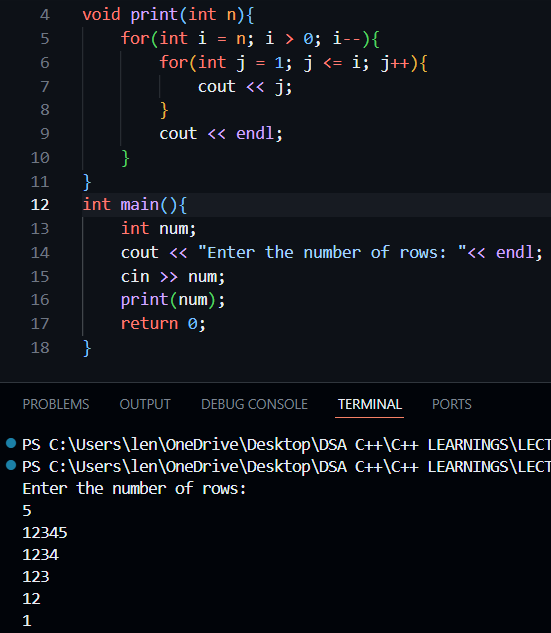 4 void print(int n){
5     for(int i = n; i > 0; i--){
6         for(int j = 1; j <= i; j++){
7             cout << j;
8         }
9         cout << endl;
10     }
11 }
12 int main(){
13     int num;
14     cout << "Enter the number of rows: "<< endl;
15     cin >> num;
16     print(num);
17     return 0;
18 }
PROBLEMS OUTPUT DEBUG CONSOLE TERMINAL PORTS
PS C:\Users\len\OneDrive\Desktop\DSA C++\C++ LEARNINGS\LECT
PS C:\Users\len\OneDrive\Desktop\DSA C++\C++ LEARNINGS\LECT
Enter the number of rows:
5
12345
1234
123
12
1